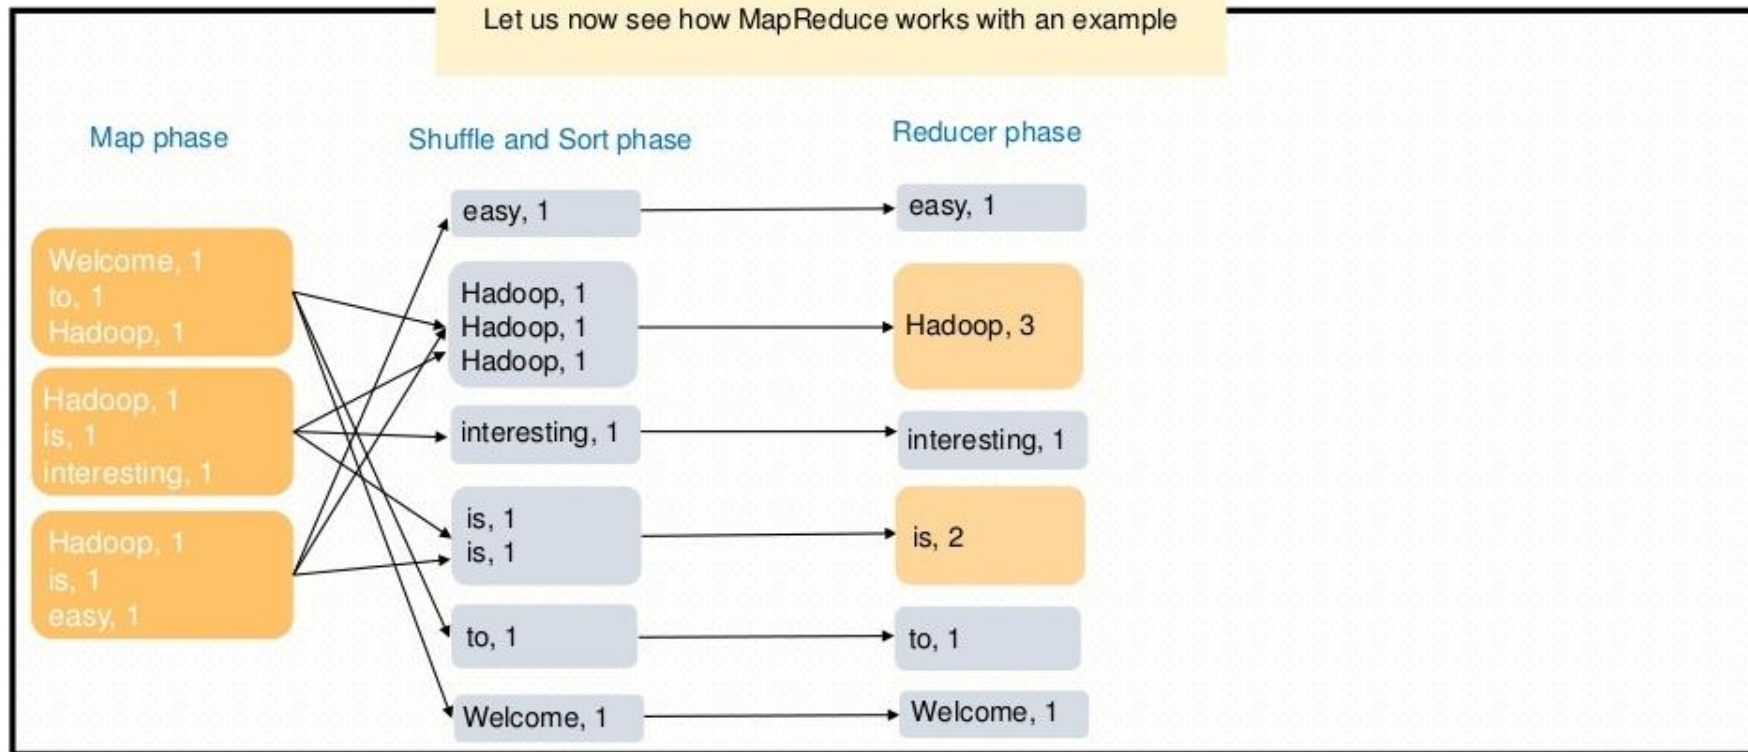 Let us now see how MapReduce works with an example
Map phase
Shuffle and Sort phase
Reducer phase
Welcome, 1
to, 1
Hadoop, 1
Hadoop, 1
is, 1
interesting, 1
Hadoop, 1
is, 1
easy, 1
easy, 1
Hadoop, 1
Hadoop, 1
Hadoop, 1
interesting, 1
is, 1
is, 1
to, 1
Welcome, 1
easy, 1
Hadoop, 3
interesting, 1
is, 2
to, 1
Welcome, 1